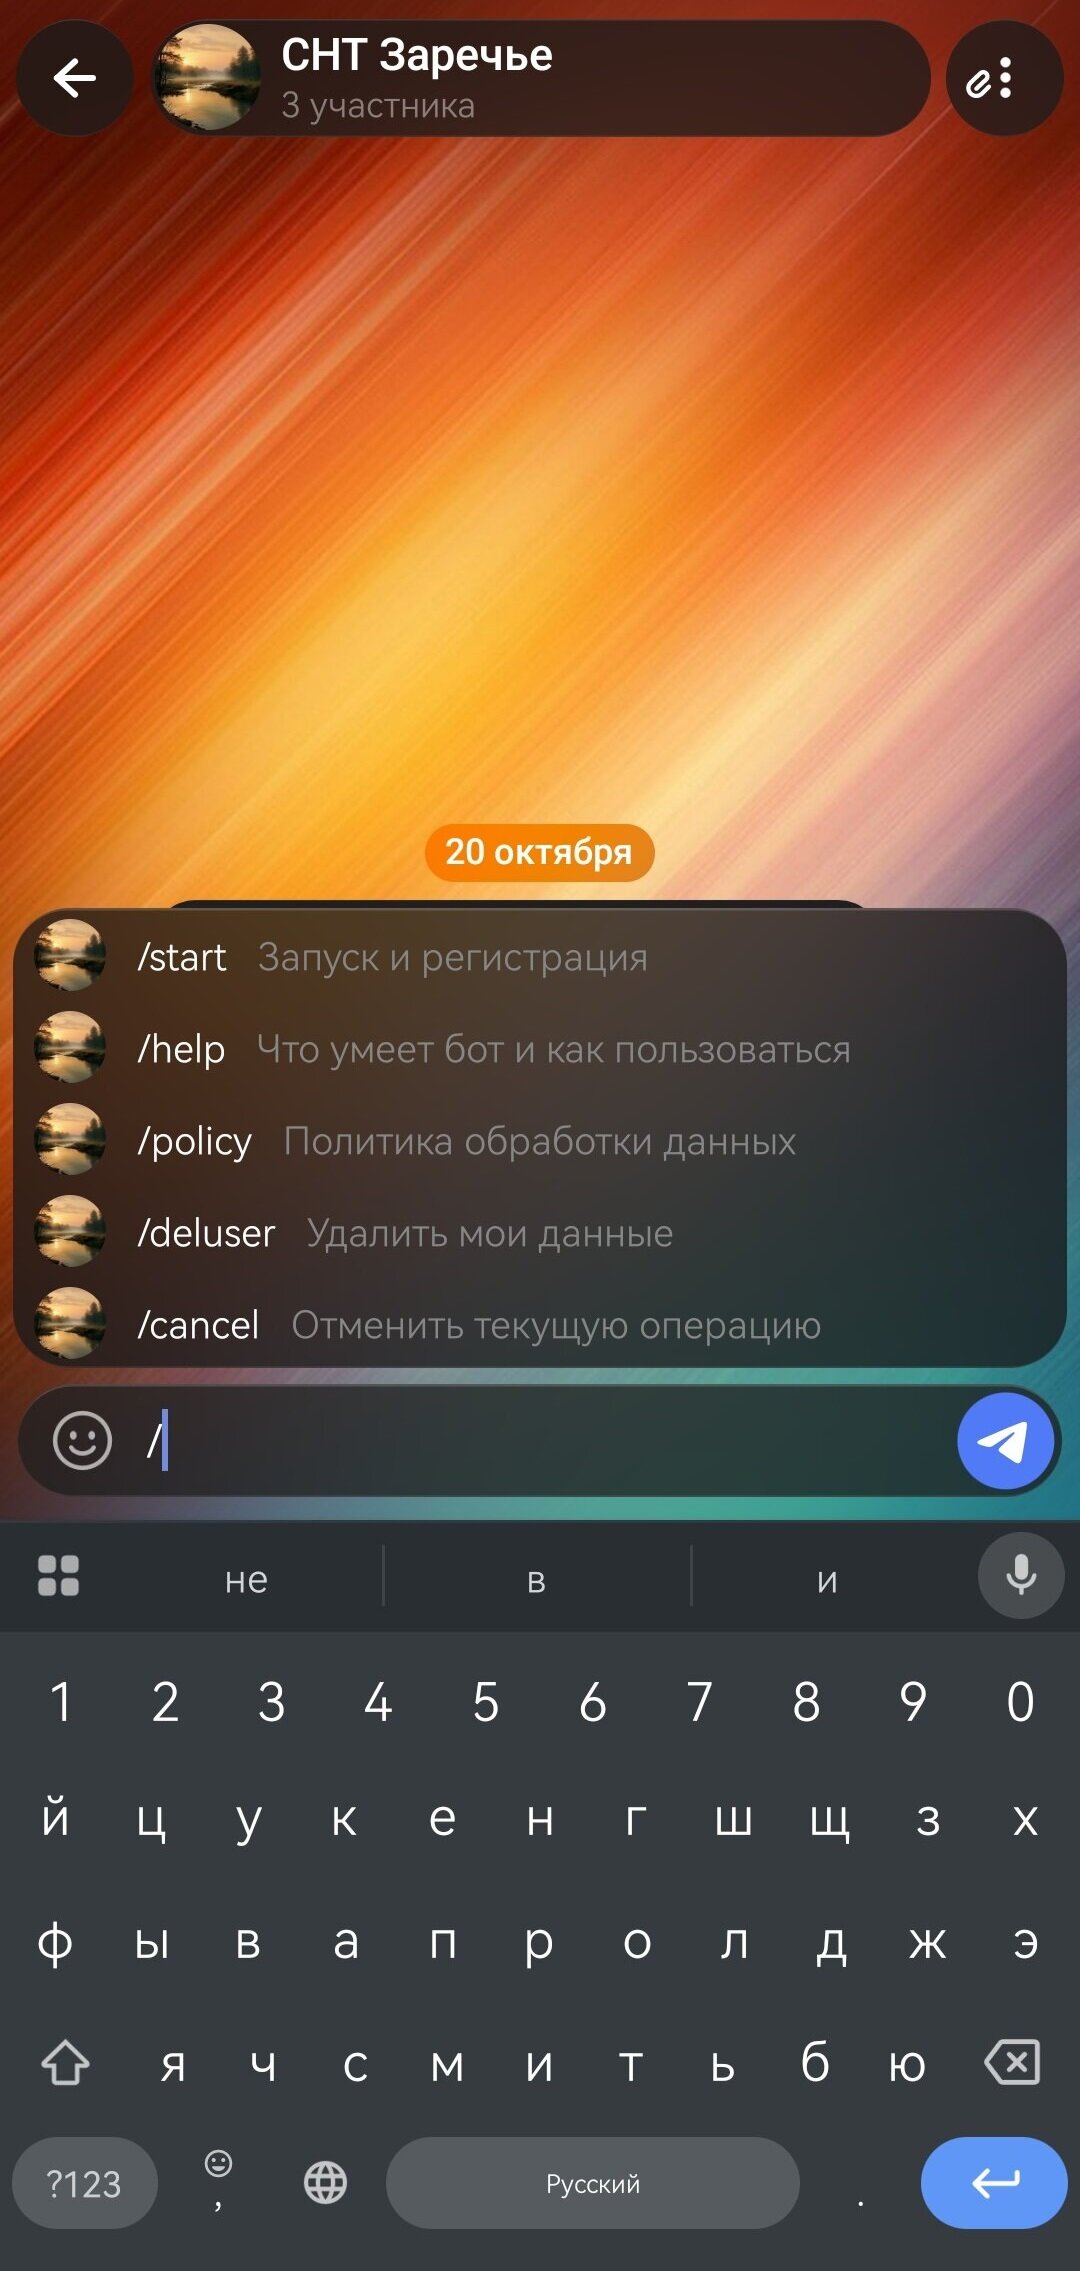 СНТ Заречье
3 участника
20 октября
/start Запуск и регистрация
/help Что умеет бот и как пользоваться
/policy Политика обработки данных
/deluser Удалить мои данные
/cancel Отменить текущую операцию
/
не в и
1 2 3 4 5 6 7 8 9 0
й ц у к е н г ш щ з х
ф ы в а п р о л д ж э
я ч с м и т ь б ю
?123 , Русский .